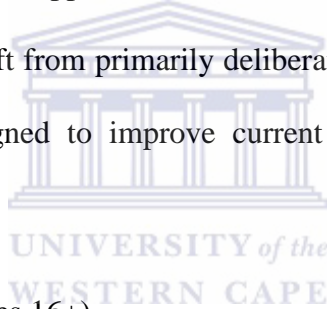 ft from primarily delibera
gned to improve current
UNIVERSITY of the
WESTERN CAPE